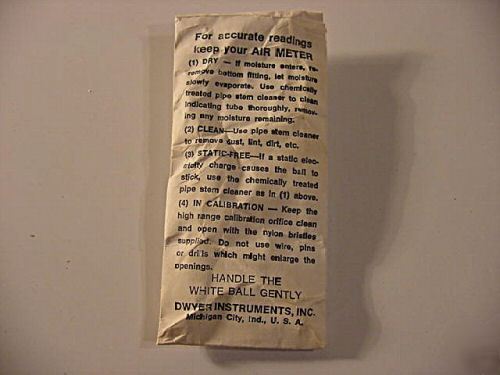 For accurate readings
keep your AIR METER
(1) DRY — If moisture enters, re-
remove bottom fitting, let moisture
slowly evaporate. Use chemically
treated pipe stem cleaner to clean
indicating tube thoroughly, remov-
ing any moisture remaining.
(2) CLEAN—Use pipe stem cleaner
to remove dust, lint, dirt, etc.
(3) STATIC-FREE—If a static elec-
tricity charge causes the ball to
stick, use the chemically treated
pipe stem cleaner as in (1) above.
(4) IN CALIBRATION — Keep the
high range calibration orifice clean
and open with the nylon bristles
supplied. Do not use wire, pins
or drills which might enlarge the
openings.
HANDLE THE
WHITE BALL GENTLY
DWYER INSTRUMENTS, INC.
Michigan City, Ind., U. S. A.